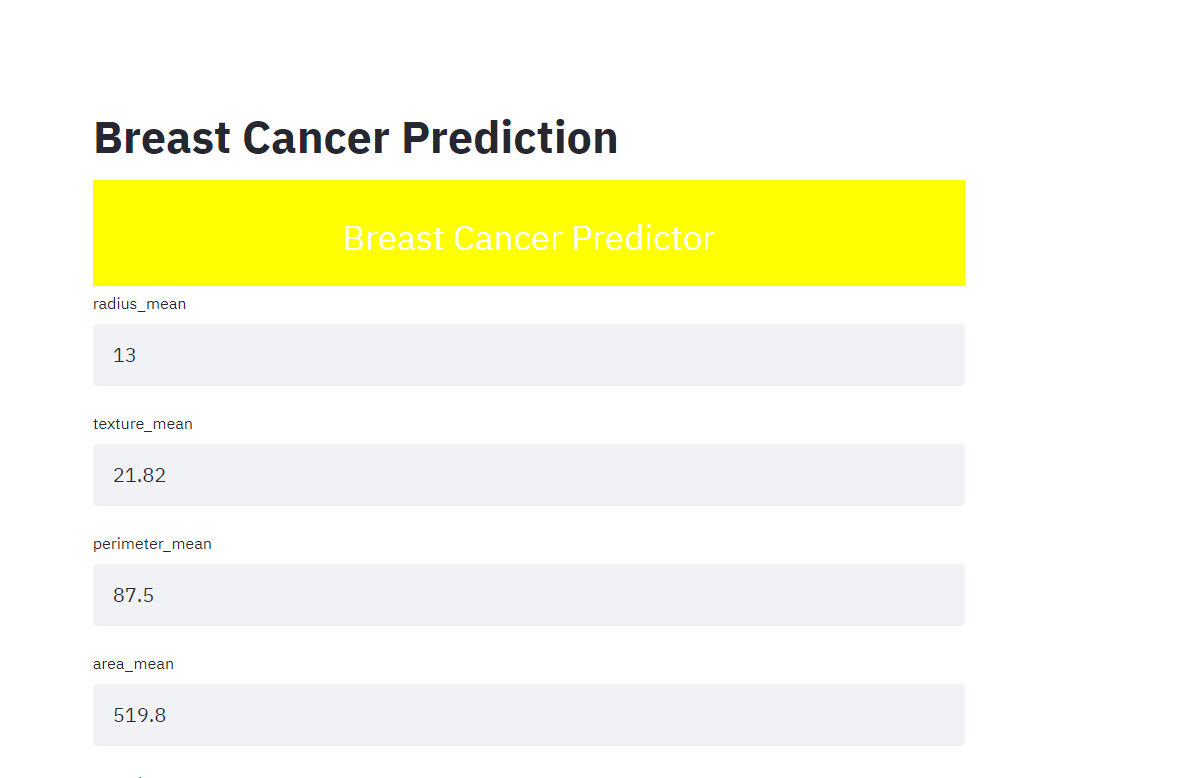 Breast Cancer Prediction
Breast Cancer Predictor
radius_mean
13
texture_mean
21.82
perimeter_mean
87.5
area_mean
519.8